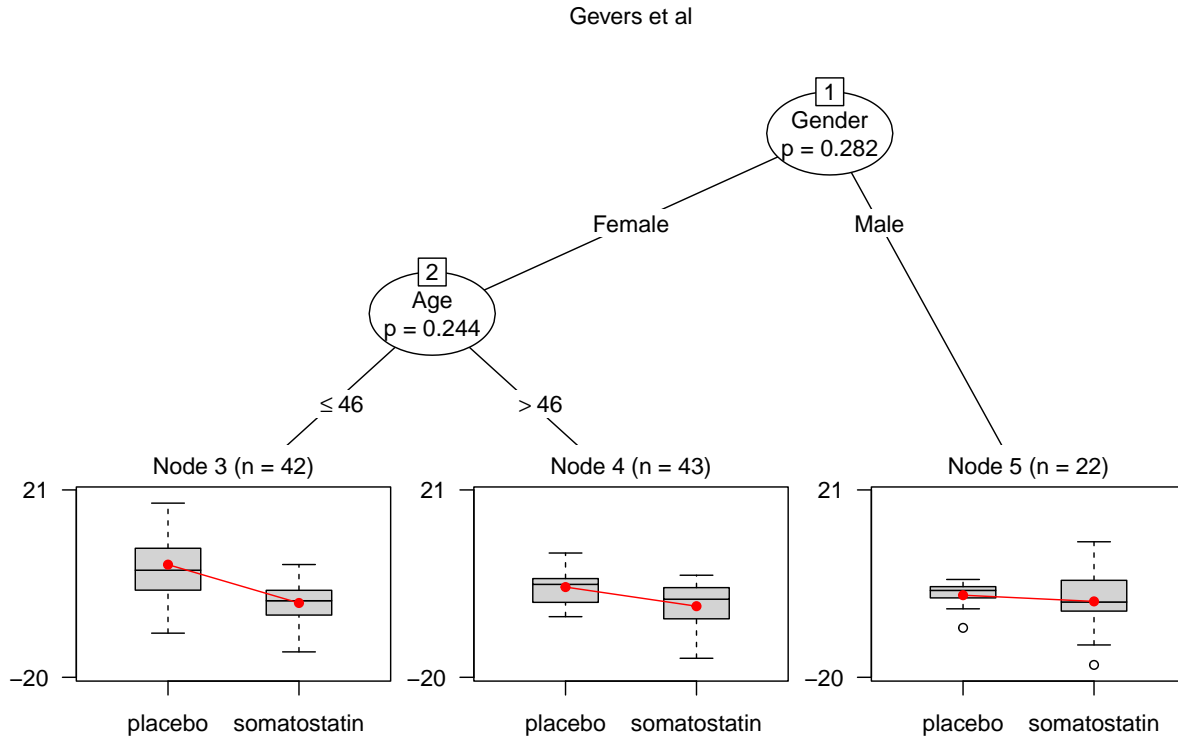 Gevers et al
1
Gender
p = 0.282
Female
Male
2
Age
p = 0.244
≤ 46
> 46
Node 3 (n = 42)
21
−20
placebo
somatostatin
Node 4 (n = 43)
21
−20
placebo
somatostatin
Node 5 (n = 22)
21
−20
placebo
somatostatin